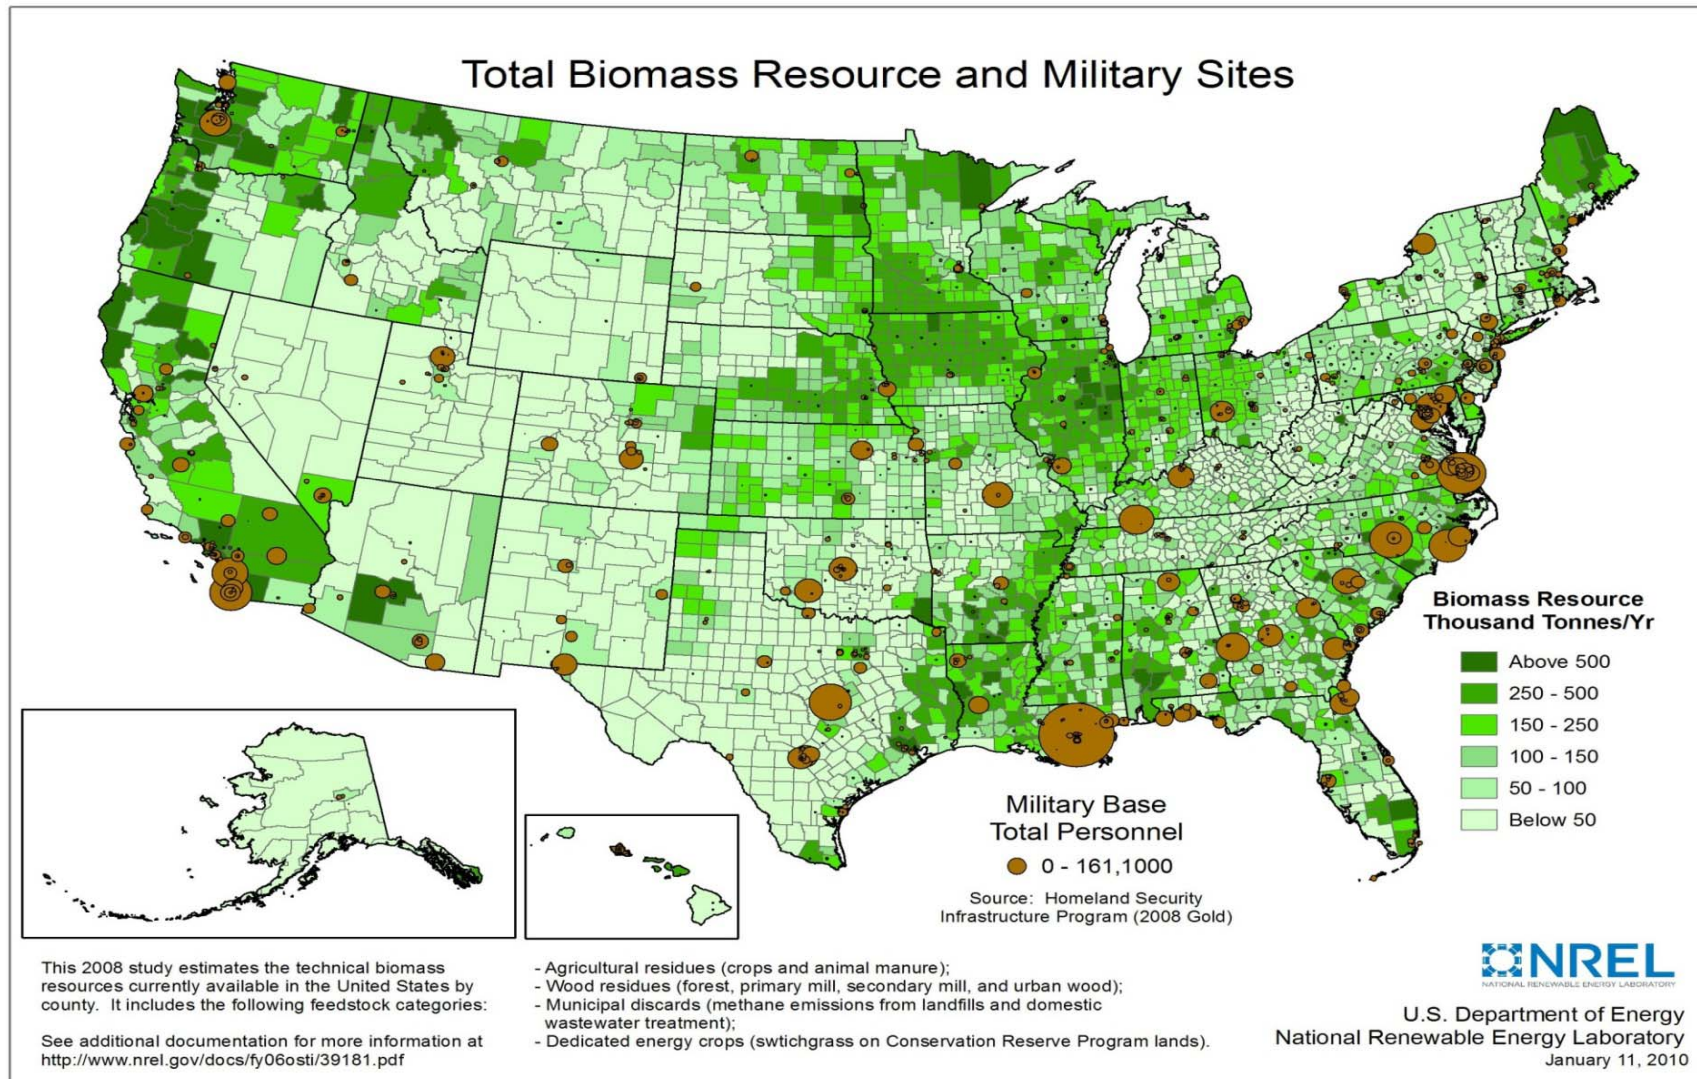 Total Biomass Resource and Military Sites
Biomass Resource
Thousand Tonnes/Yr
Above 500
250 - 500
150 - 250
100 - 150
50 - 100
Below 50
Military Base
Total Personnel
0 - 161,1000
Source: Homeland Security
Infrastructure Program (2008 Gold)
This 2008 study estimates the technical biomass
resources currently available in the United States by
county. It includes the following feedstock categories:
See additional documentation for more information at
http://www.nrel.gov/docs/fy06osti/39181.pdf
- Agricultural residues (crops and animal manure);
- Wood residues (forest, primary mill, secondary mill, and urban wood);
- Municipal discards (methane emissions from landfills and domestic
wastewater treatment);
- Dedicated energy crops (swtichgrass on Conservation Reserve Program lands).
NREL
NATIONAL RENEWABLE ENERGY LABORATORY
U.S. Department of Energy
National Renewable Energy Laboratory
January 11, 2010